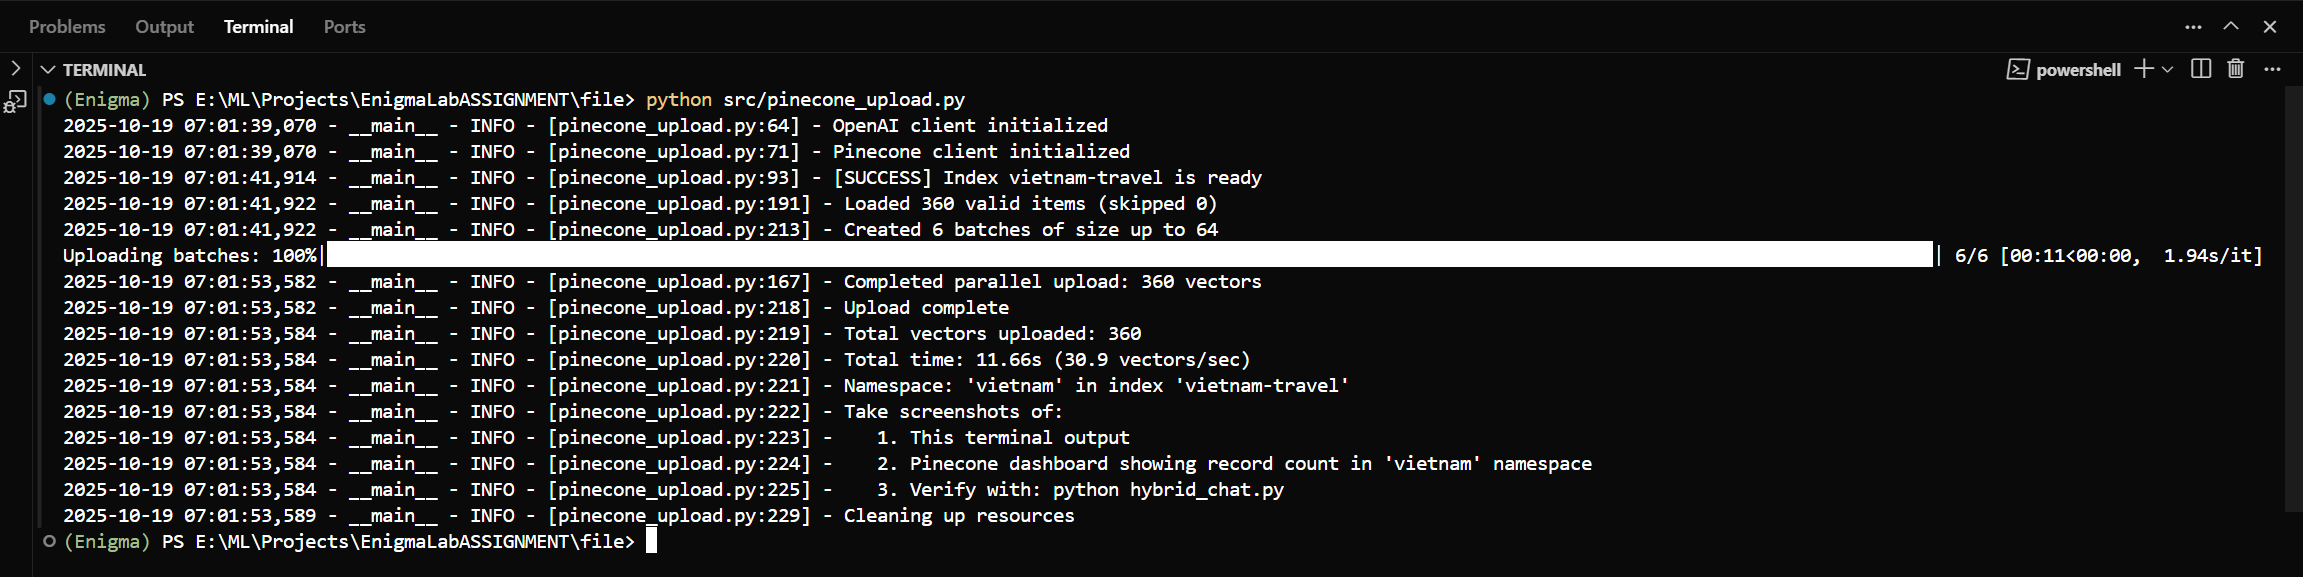 Problems Output Terminal Ports
TERMINAL powershell
(Enigma) PS E:\ML\Projects\EnigmaLabASSIGNMENT\file> python src/pinecone_upload.py
2025-10-19 07:01:39,070 - __main__ - INFO - [pinecone_upload.py:64] - OpenAI client initialized
2025-10-19 07:01:39,070 - __main__ - INFO - [pinecone_upload.py:71] - Pinecone client initialized
2025-10-19 07:01:41,914 - __main__ - INFO - [pinecone_upload.py:93] - [SUCCESS] Index vietnam-travel is ready
2025-10-19 07:01:41,922 - __main__ - INFO - [pinecone_upload.py:191] - Loaded 360 valid items (skipped 0)
2025-10-19 07:01:41,922 - __main__ - INFO - [pinecone_upload.py:213] - Created 6 batches of size up to 64
Uploading batches: 100%| | 6/6 [00:11<00:00,  1.94s/it]
2025-10-19 07:01:53,582 - __main__ - INFO - [pinecone_upload.py:167] - Completed parallel upload: 360 vectors
2025-10-19 07:01:53,582 - __main__ - INFO - [pinecone_upload.py:218] - Upload complete
2025-10-19 07:01:53,584 - __main__ - INFO - [pinecone_upload.py:219] - Total vectors uploaded: 360
2025-10-19 07:01:53,584 - __main__ - INFO - [pinecone_upload.py:220] - Total time: 11.66s (30.9 vectors/sec)
2025-10-19 07:01:53,584 - __main__ - INFO - [pinecone_upload.py:221] - Namespace: 'vietnam' in index 'vietnam-travel'
2025-10-19 07:01:53,584 - __main__ - INFO - [pinecone_upload.py:222] - Take screenshots of:
2025-10-19 07:01:53,584 - __main__ - INFO - [pinecone_upload.py:223] -    1. This terminal output
2025-10-19 07:01:53,584 - __main__ - INFO - [pinecone_upload.py:224] -    2. Pinecone dashboard showing record count in 'vietnam' namespace
2025-10-19 07:01:53,584 - __main__ - INFO - [pinecone_upload.py:225] -    3. Verify with: python hybrid_chat.py
2025-10-19 07:01:53,589 - __main__ - INFO - [pinecone_upload.py:229] - Cleaning up resources
(Enigma) PS E:\ML\Projects\EnigmaLabASSIGNMENT\file>